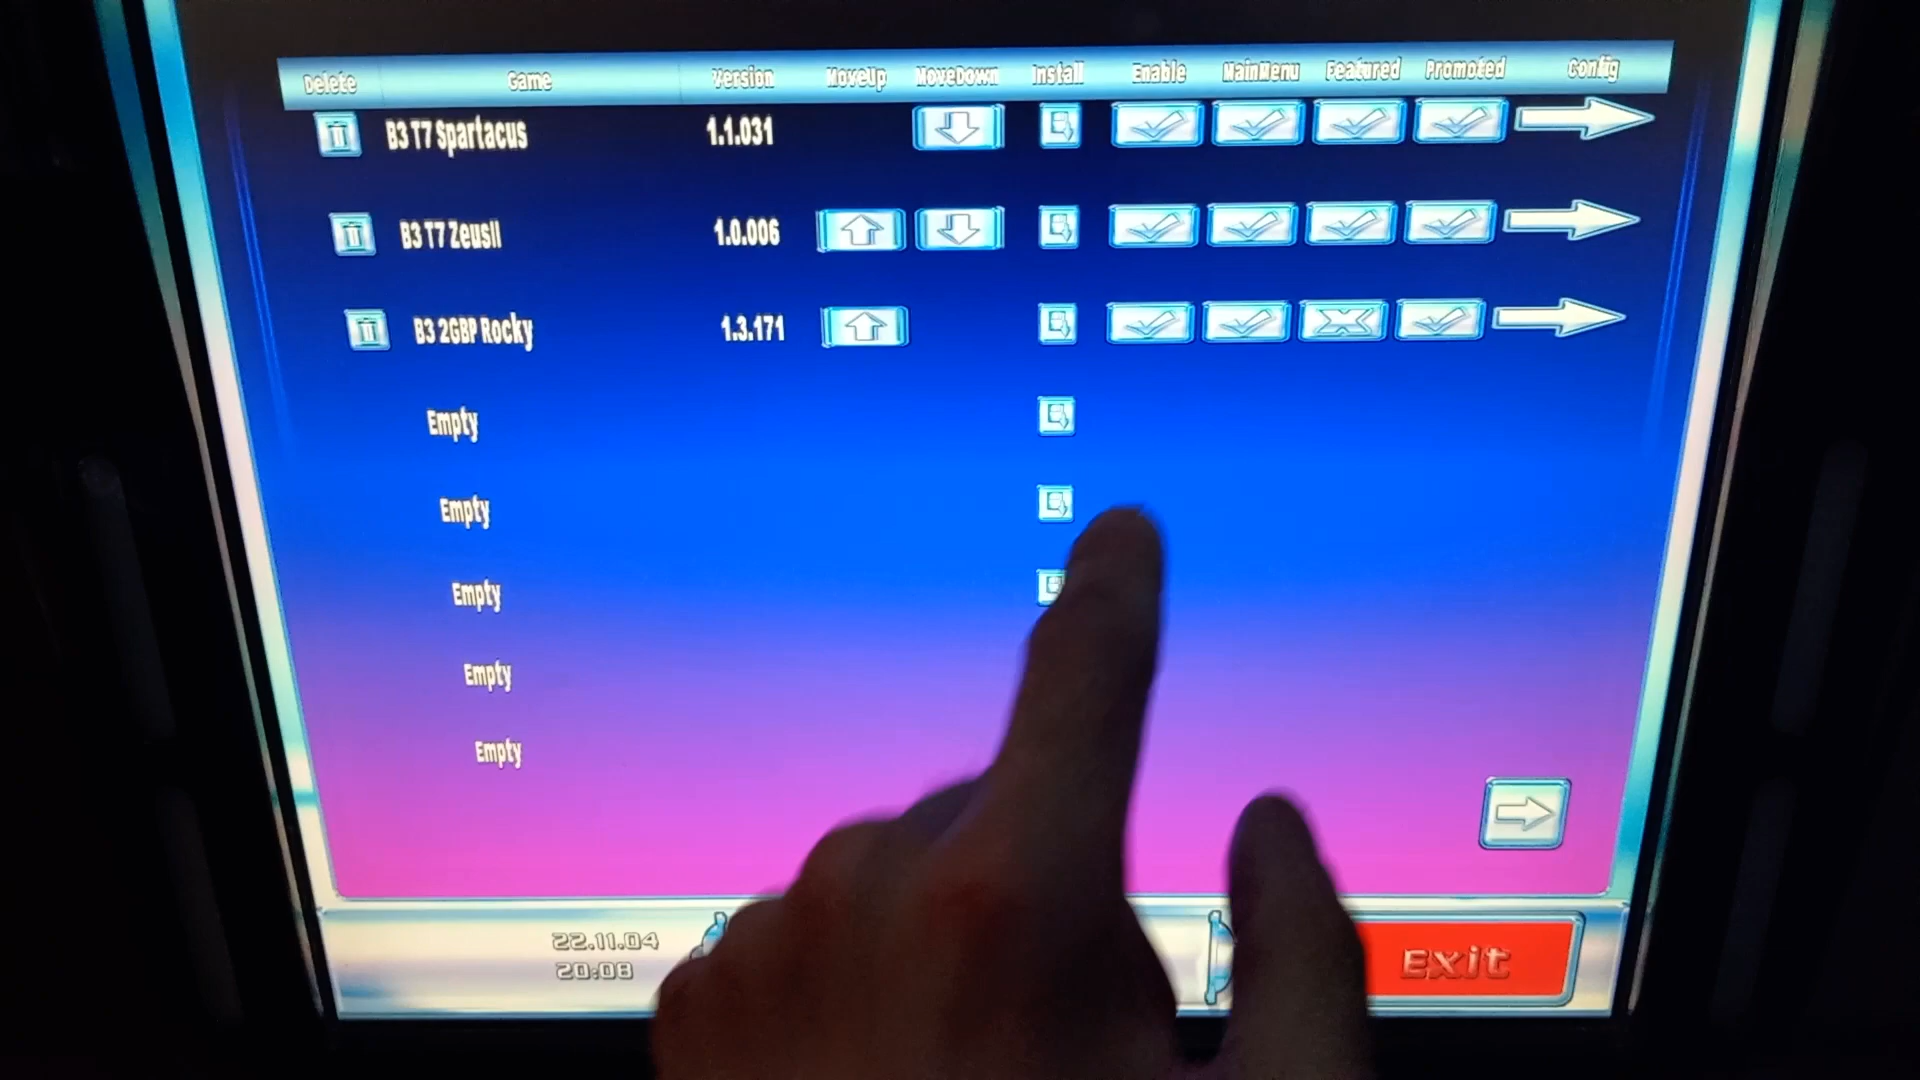 Delete Game Version MoveUp MoveDown Install Enable MainMenu Featured Promoted Config
B3 T7 Spartacus 1.1.031
B3 T7 ZeusII 1.0.006
B3 2GBP Rocky 1.3.171
Empty
Empty
Empty
Empty
Empty
22.11.04
20:08
Exit